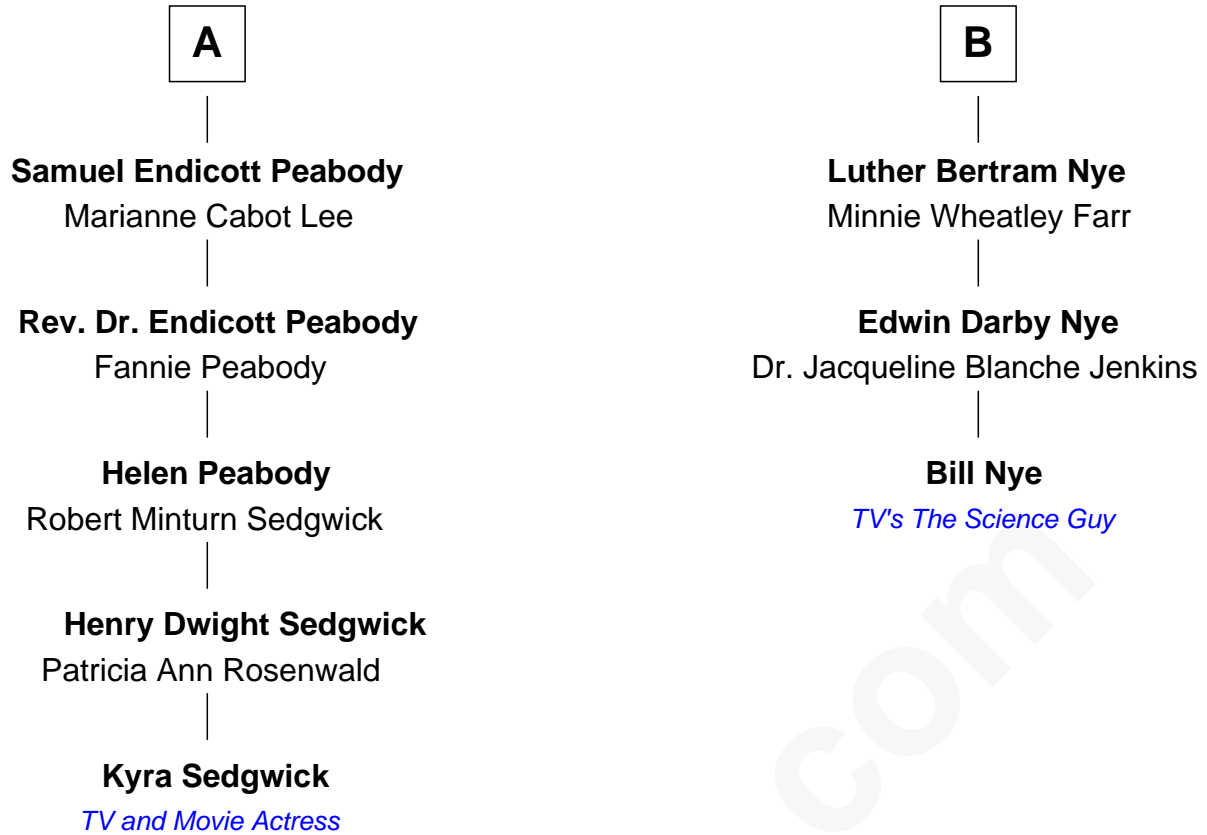 A
Samuel Endicott Peabody
Marianne Cabot Lee
Rev. Dr. Endicott Peabody
Fannie Peabody
Helen Peabody
Robert Minturn Sedgwick
Henry Dwight Sedgwick
Patricia Ann Rosenwald
Kyra Sedgwick
TV and Movie Actress
B
Luther Bertram Nye
Minnie Wheatley Farr
Edwin Darby Nye
Dr. Jacqueline Blanche Jenkins
Bill Nye
TV's The Science Guy
com